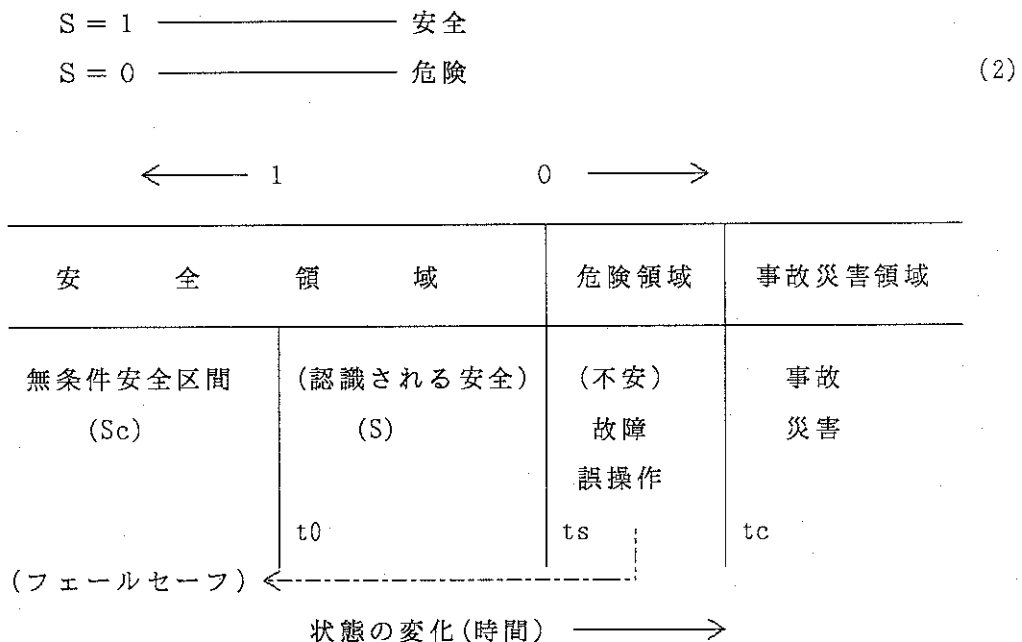 S = 1 ―――――― 安全
S = 0 ―――――― 危険 (2)
← 1 0 →
安全領域 危険領域 事故災害領域
無条件安全区間 (認識される安全) (不安) 事故
(Sc) (S) 故障 災害
誤操作
t0 ts tc
(フェールセーフ)
状態の変化(時間) →